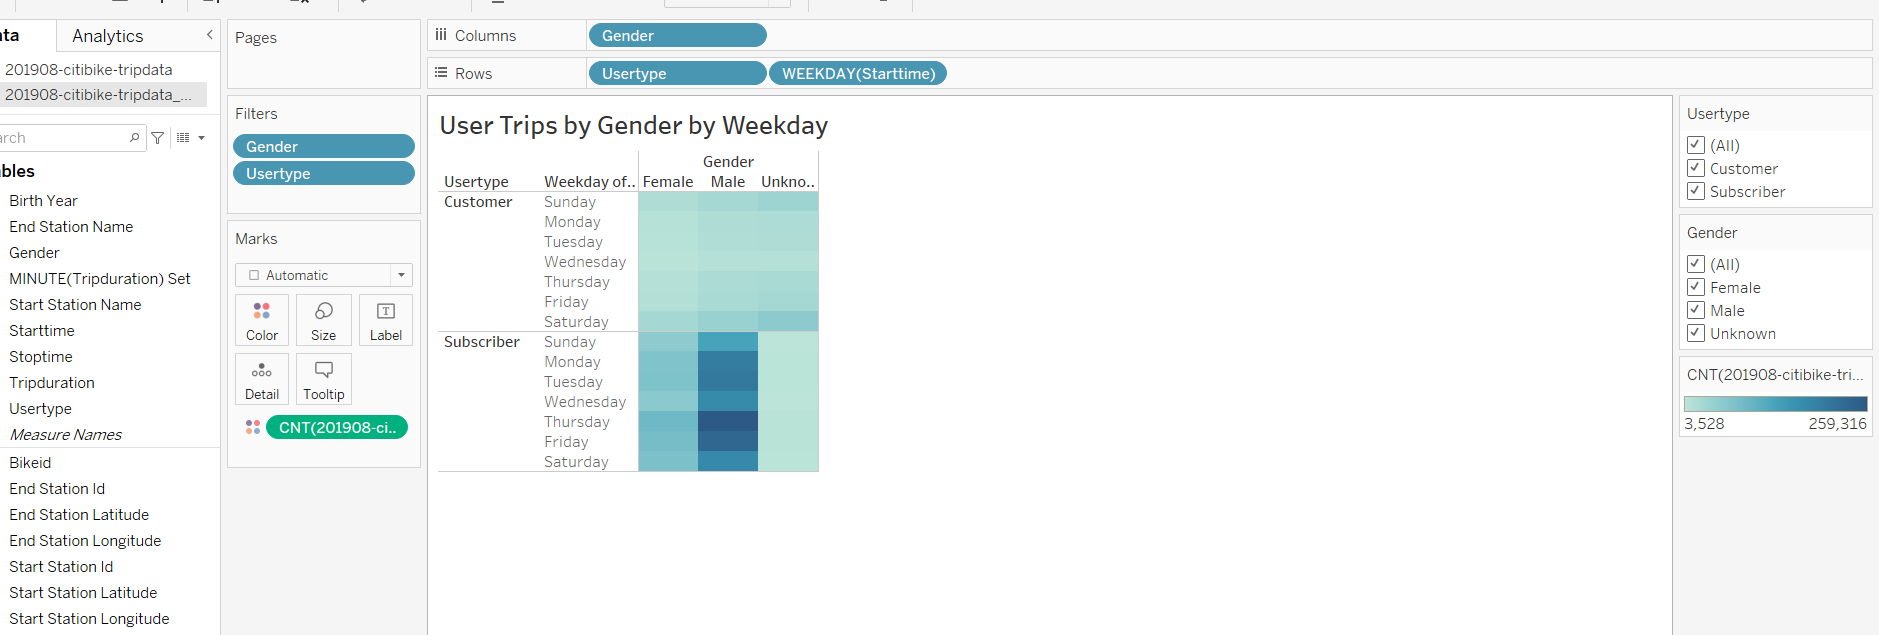 ta Analytics
201908-citibike-tripdata
201908-citibike-tripdata_...
arch
bles
Birth Year
End Station Name
Gender
MINUTE(Tripduration) Set
Start Station Name
Starttime
Stoptime
Tripduration
Usertype
Measure Names
Bikeid
End Station Id
End Station Latitude
End Station Longitude
Start Station Id
Start Station Latitude
Start Station Longitude
Pages
Filters
Gender
Usertype
Marks
Automatic
Color Size Label
Detail Tooltip
CNT(201908-ci..
Columns Gender
Rows Usertype WEEKDAY(Starttime)
User Trips by Gender by Weekday
Gender
Usertype Weekday of.. Female Male Unkno..
Customer Sunday
Monday
Tuesday
Wednesday
Thursday
Friday
Saturday
Subscriber Sunday
Monday
Tuesday
Wednesday
Thursday
Friday
Saturday
Usertype
(All)
Customer
Subscriber
Gender
(All)
Female
Male
Unknown
CNT(201908-citibike-tri...
3,528 259,316